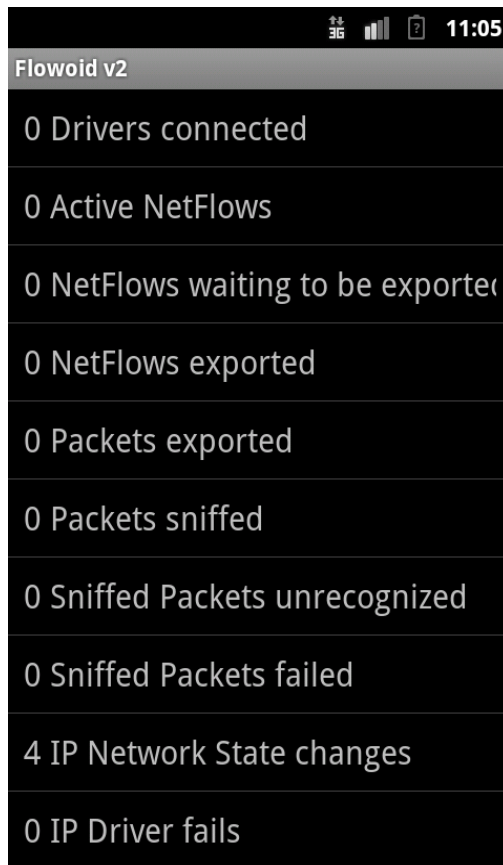 3G 11:05
Flowoid v2
0 Drivers connected
0 Active NetFlows
0 NetFlows waiting to be exported
0 NetFlows exported
0 Packets exported
0 Packets sniffed
0 Sniffed Packets unrecognized
0 Sniffed Packets failed
4 IP Network State changes
0 IP Driver fails